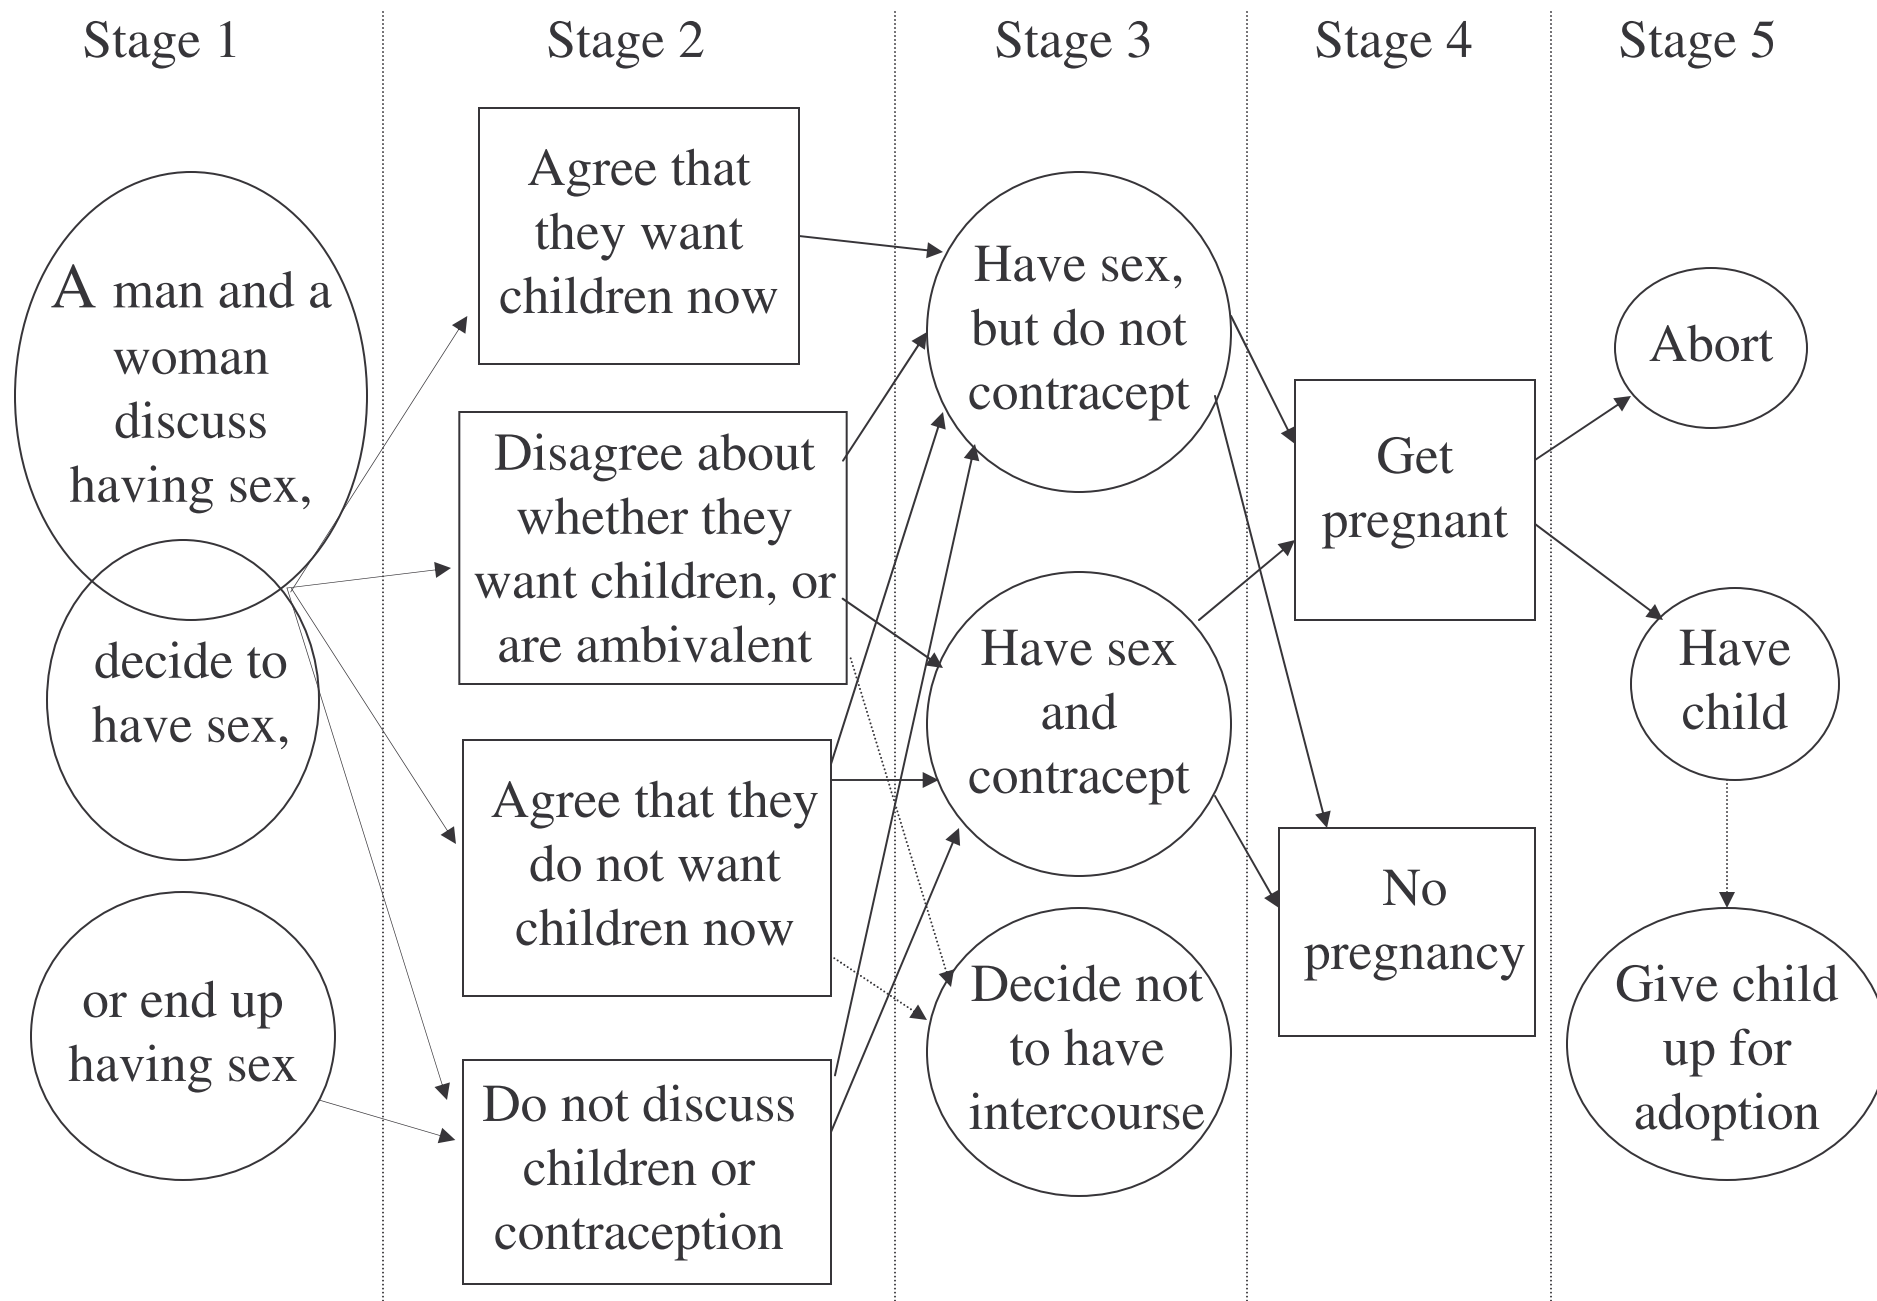 Stage 1
Stage 2
Stage 3
Stage 4
Stage 5
A man and a
woman
discuss
having sex,
decide to
have sex,
or end up
having sex
Agree that
they want
children now
Disagree about
whether they
want children, or
are ambivalent
Agree that they
do not want
children now
Do not discuss
children or
contraception
Have sex,
but do not
contracept
Have sex
and
contracept
Decide not
to have
intercourse
Get
pregnant
No
pregnancy
Abort
Have
child
Give child
up for
adoption